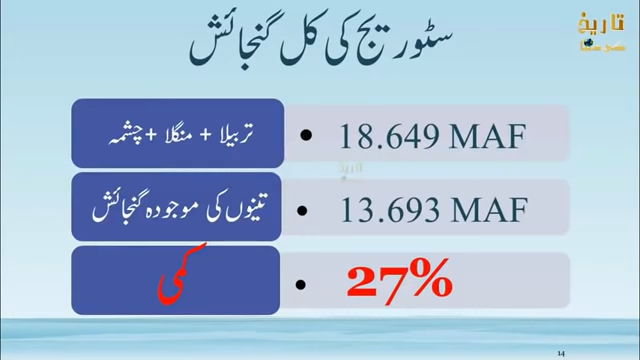 تاریخ
سٹوریج کی کل گنجائش
تربیلا + منگلا + چشمہ • 18.649 MAF
تینوں کی موجودہ گنجائش • 13.693 MAF
کمی • 27%
14